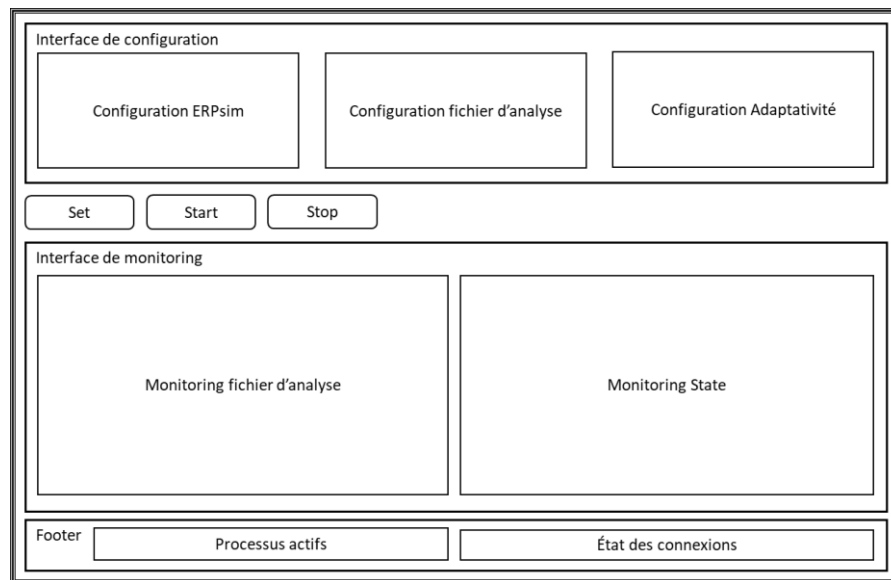 Interface de configuration
Configuration ERPsim
Configuration fichier d'analyse
Configuration Adaptativité
Set
Start
Stop
Interface de monitoring
Monitoring fichier d'analyse
Monitoring State
Footer
Processus actifs
État des connexions